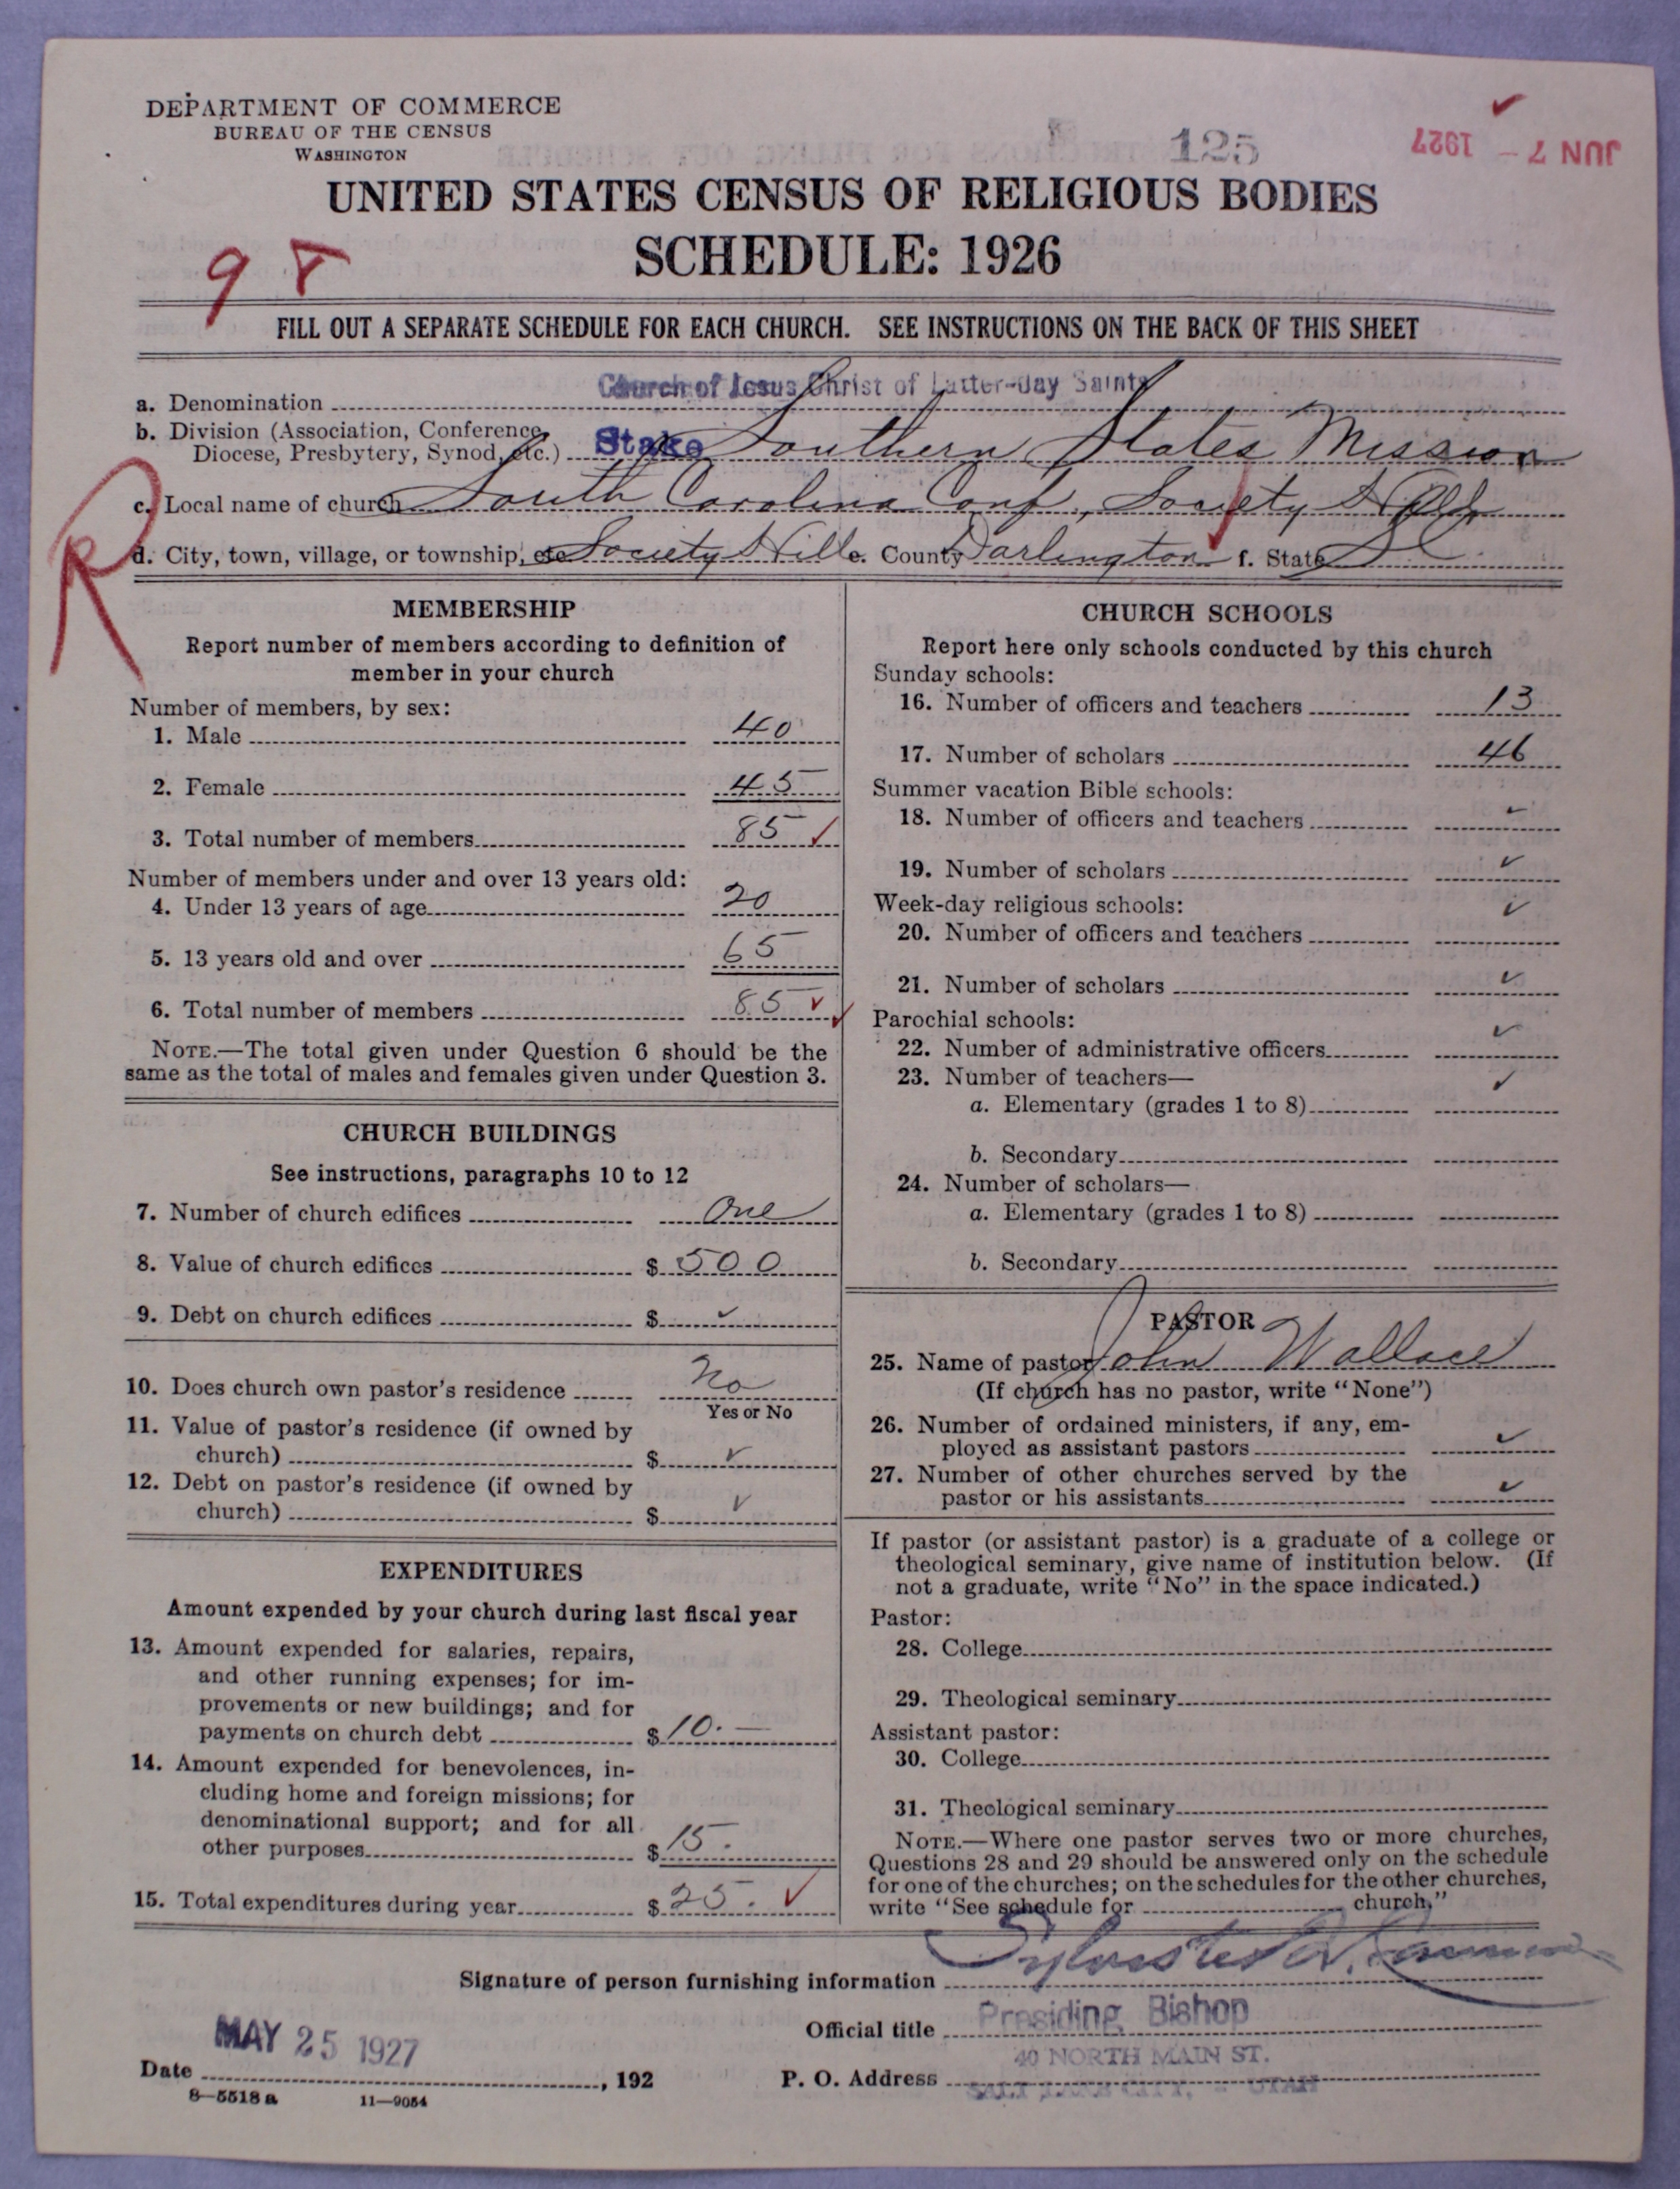 DEPARTMENT OF COMMERCE
BUREAU OF THE CENSUS
WASHINGTON
125
JUN 7 - 1927
UNITED STATES CENSUS OF RELIGIOUS BODIES
SCHEDULE: 1926
98
FILL OUT A SEPARATE SCHEDULE FOR EACH CHURCH. SEE INSTRUCTIONS ON THE BACK OF THIS SHEET
a. Denomination Church of Jesus Christ of Latter-day Saints
b. Division (Association, Conference,
Diocese, Presbytery, Synod, etc.) Stake Southern States Mission
c. Local name of church South Carolina Conf., Society Hill
d. City, town, village, or township, etc Society Hill e. County Darlington f. State S.C.
R
MEMBERSHIP
Report number of members according to definition of
member in your church
Number of members, by sex:
1. Male 40
2. Female 45
3. Total number of members 85 ✓
Number of members under and over 13 years old:
4. Under 13 years of age 20
5. 13 years old and over 65
6. Total number of members 85 ✓
NOTE.—The total given under Question 6 should be the
same as the total of males and females given under Question 3.
CHURCH BUILDINGS
See instructions, paragraphs 10 to 12
7. Number of church edifices One
8. Value of church edifices $ 500
9. Debt on church edifices $ ✓
10. Does church own pastor's residence No
Yes or No
11. Value of pastor's residence (if owned by
church) $ ✓
12. Debt on pastor's residence (if owned by
church) $ ✓
EXPENDITURES
Amount expended by your church during last fiscal year
13. Amount expended for salaries, repairs,
and other running expenses; for im-
provements or new buildings; and for
payments on church debt $ 10.—
14. Amount expended for benevolences, in-
cluding home and foreign missions; for
denominational support; and for all
other purposes $ 15.
15. Total expenditures during year $ 25. ✓
CHURCH SCHOOLS
Report here only schools conducted by this church
Sunday schools:
16. Number of officers and teachers 13
17. Number of scholars 46
Summer vacation Bible schools:
18. Number of officers and teachers ✓
19. Number of scholars ✓
Week-day religious schools:
20. Number of officers and teachers ✓
21. Number of scholars ✓
Parochial schools:
22. Number of administrative officers ✓
23. Number of teachers— ✓
a. Elementary (grades 1 to 8)
b. Secondary
24. Number of scholars—
a. Elementary (grades 1 to 8)
b. Secondary
PASTOR
25. Name of pastor John Wallace
(If church has no pastor, write "None")
26. Number of ordained ministers, if any, em-
ployed as assistant pastors ✓
27. Number of other churches served by the
pastor or his assistants ✓
If pastor (or assistant pastor) is a graduate of a college or
theological seminary, give name of institution below. (If
not a graduate, write "No" in the space indicated.)
Pastor:
28. College
29. Theological seminary
Assistant pastor:
30. College
31. Theological seminary
NOTE.—Where one pastor serves two or more churches,
Questions 28 and 29 should be answered only on the schedule
for one of the churches; on the schedules for the other churches,
write "See schedule for church."
Signature of person furnishing information Sylvester Q. Cannon
Official title Presiding Bishop
Date MAY 25 1927, 192
P. O. Address 40 NORTH MAIN ST.
SALT LAKE CITY, - UTAH
8—5518 a 11—9054